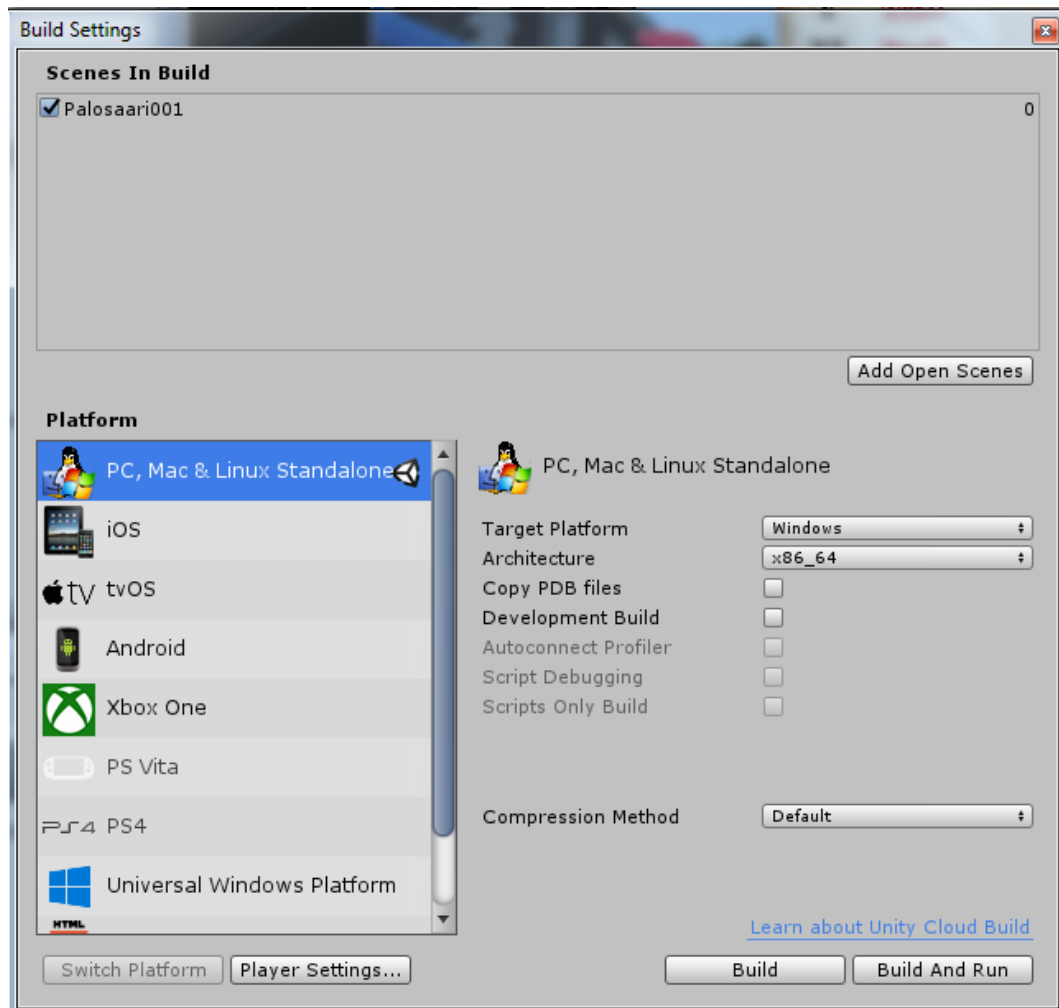 Build Settings
Scenes In Build
Palosaari001 0
Add Open Scenes
Platform
PC, Mac & Linux Standalone
iOS
tv tvOS
Android
Xbox One
PS Vita
PS4 PS4
Universal Windows Platform
HTML
Switch Platform
Player Settings...
PC, Mac & Linux Standalone
Target Platform Windows
Architecture x86_64
Copy PDB files
Development Build
Autoconnect Profiler
Script Debugging
Scripts Only Build
Compression Method Default
Learn about Unity Cloud Build
Build
Build And Run